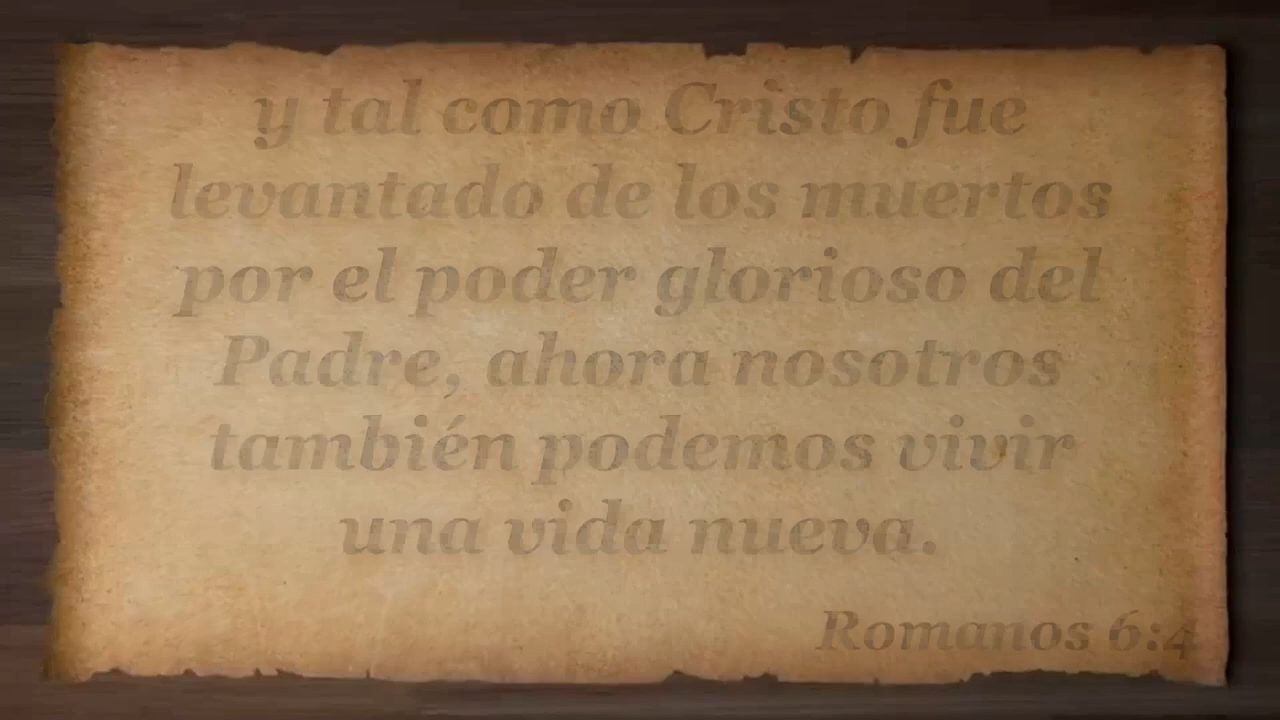 y tal como Cristo fue
levantado de los muertos
por el poder glorioso del
Padre, ahora nosotros
también podemos vivir
una vida nueva.
Romanos 6:4